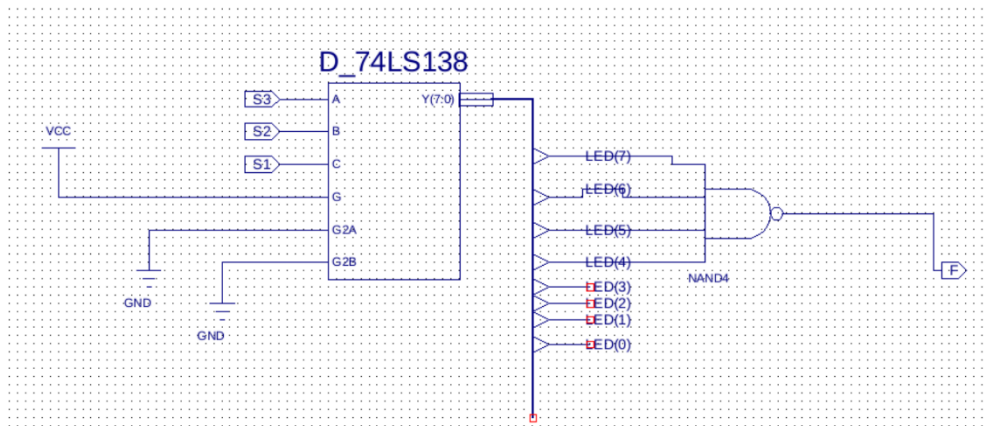 D_74LS138
S3
A
Y(7:0)
VCC
S2
B
S1
C
G
G2A
G2B
GND
GND
LED(7)
LED(6)
LED(5)
LED(4)
LED(3)
LED(2)
LED(1)
LED(0)
NAND4
F